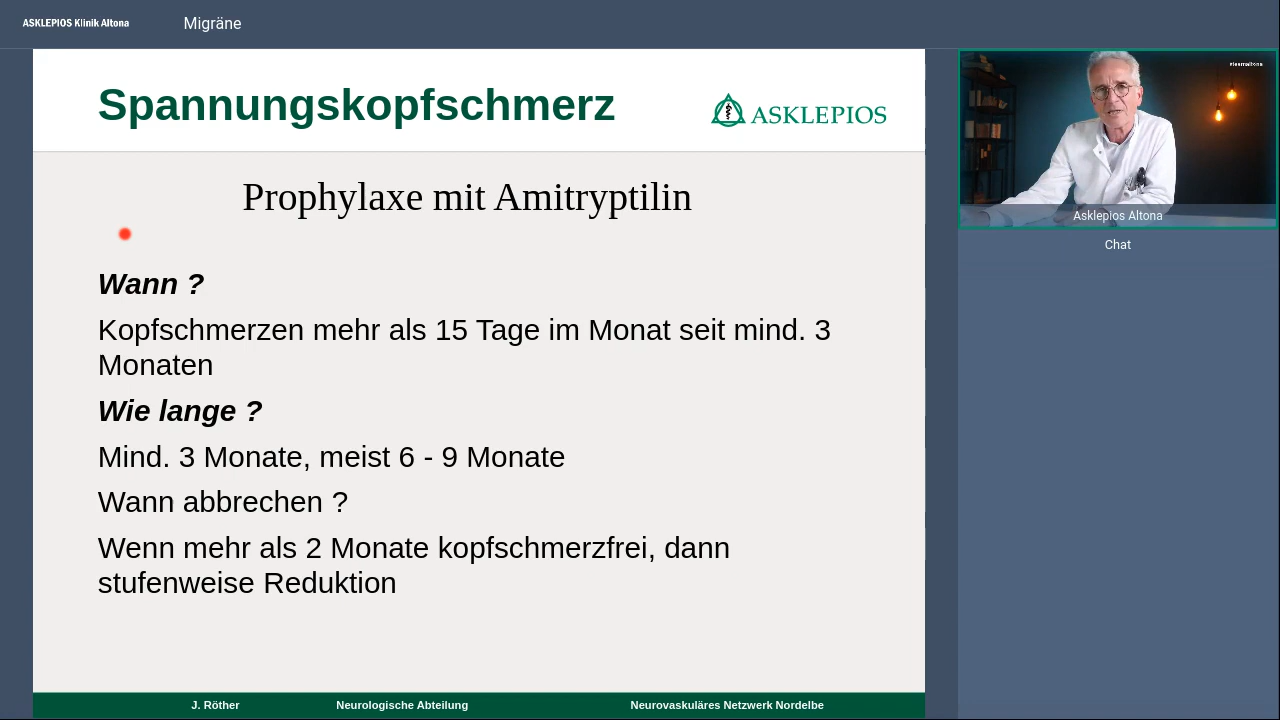 ASKLEPIOS Klinik Altona
Migräne
Spannungskopfschmerz
ASKLEPIOS
Prophylaxe mit Amitryptilin
Wann ?
Kopfschmerzen mehr als 15 Tage im Monat seit mind. 3
Monaten
Wie lange ?
Mind. 3 Monate, meist 6 - 9 Monate
Wann abbrechen ?
Wenn mehr als 2 Monate kopfschmerzfrei, dann
stufenweise Reduktion
J. Röther
Neurologische Abteilung
Neurovaskuläres Netzwerk Nordelbe
#teamaltona
Asklepios Altona
Chat